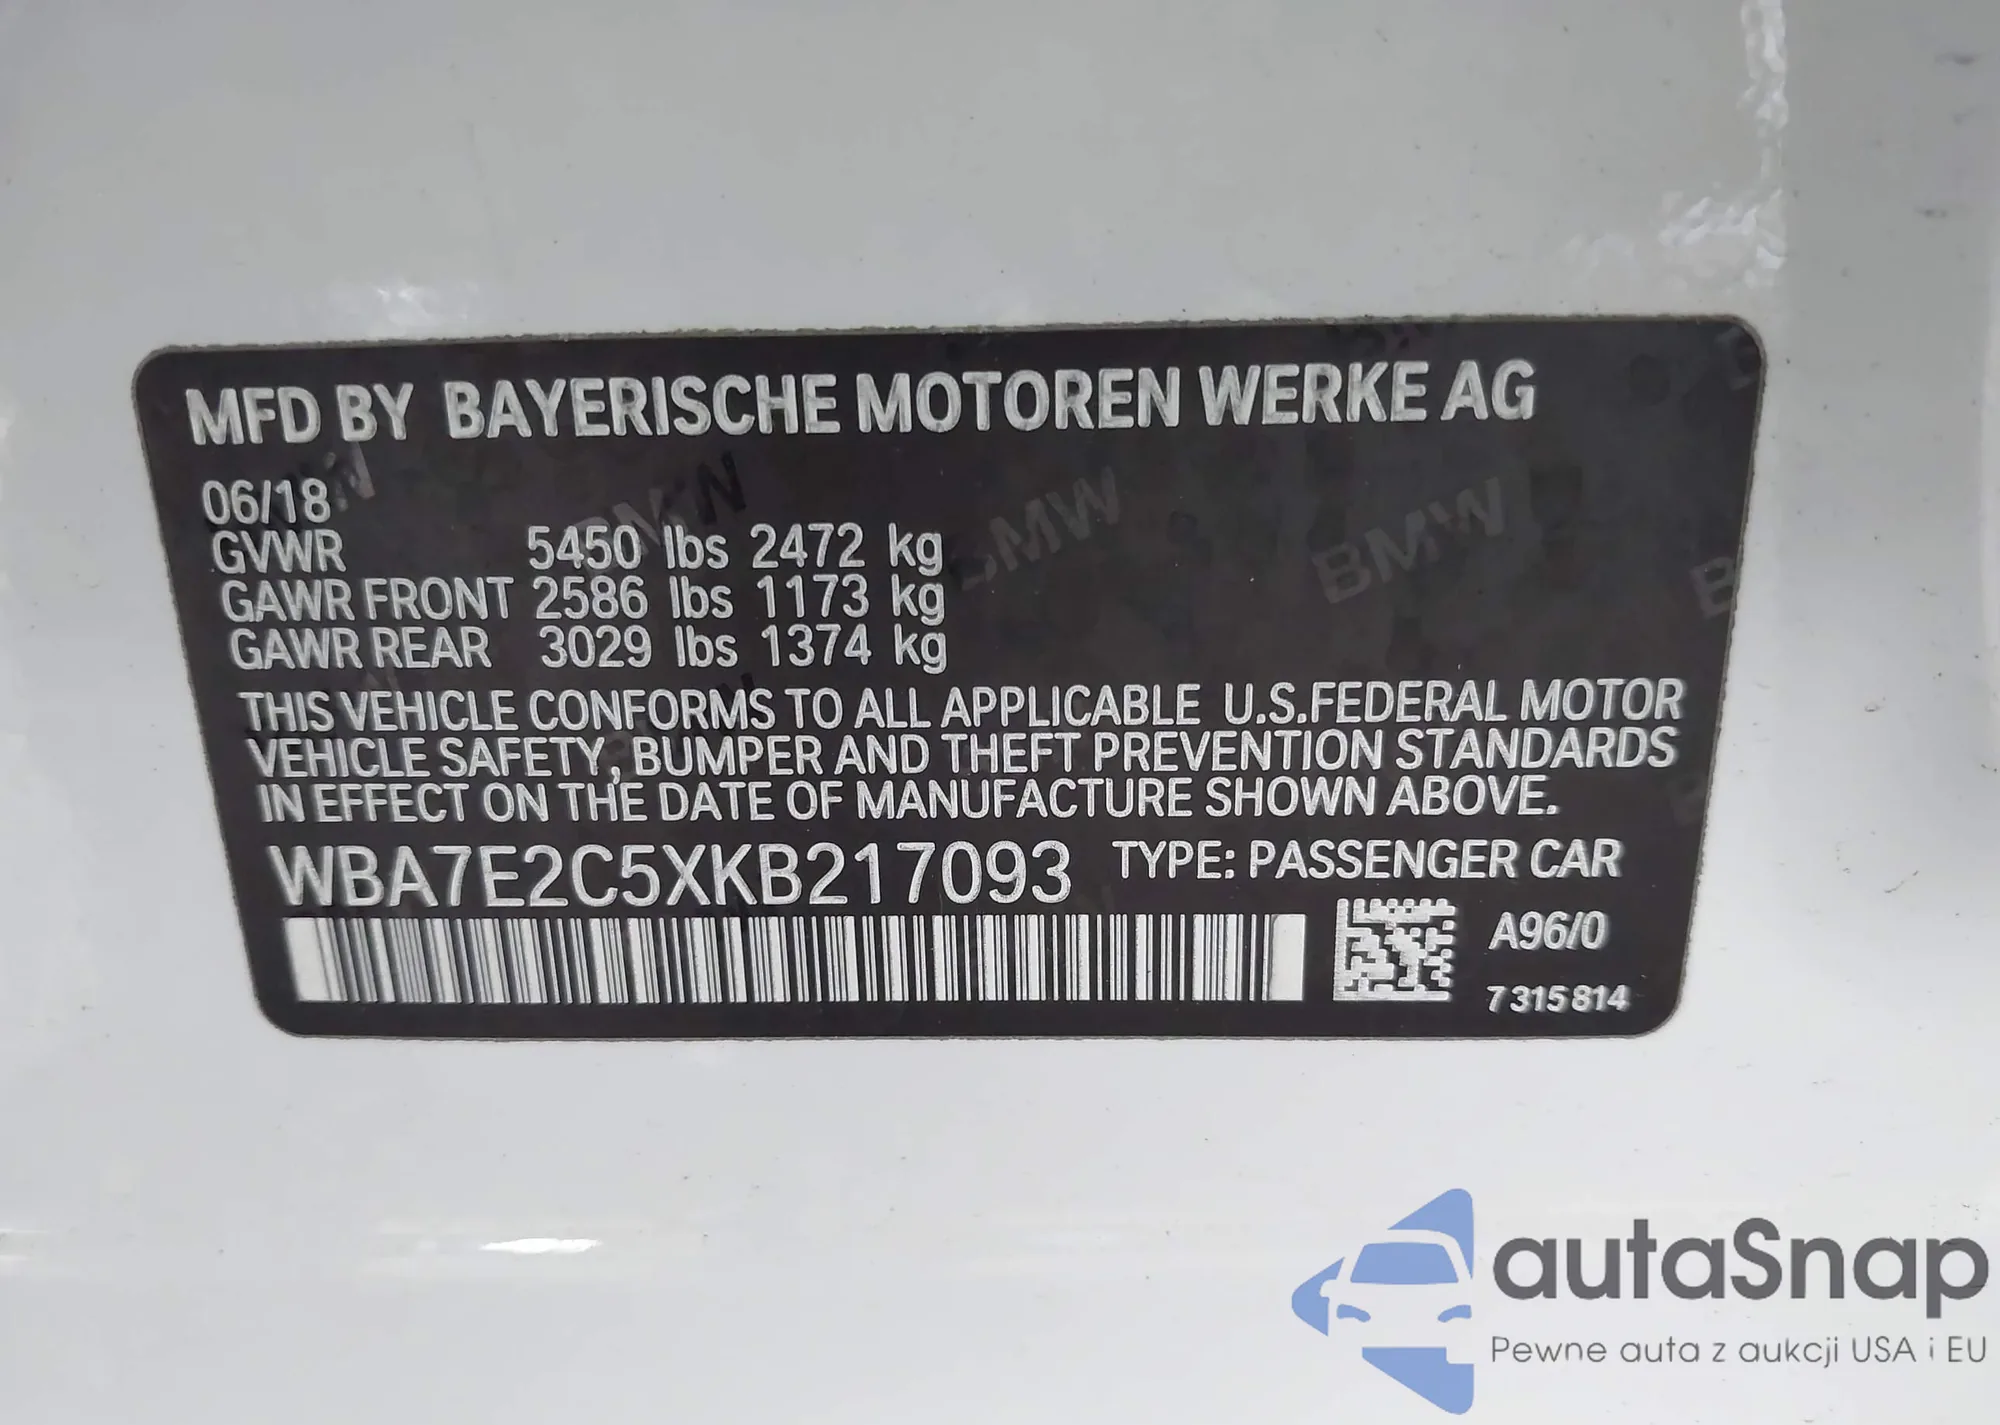 MFD BY BAYERISCHE MOTOREN WERKE AG
06/18
GVWR 5450 lbs 2472 kg
GAWR FRONT 2586 lbs 1173 kg
GAWR REAR 3029 lbs 1374 kg
THIS VEHICLE CONFORMS TO ALL APPLICABLE U.S.FEDERAL MOTOR
VEHICLE SAFETY, BUMPER AND THEFT PREVENTION STANDARDS
IN EFFECT ON THE DATE OF MANUFACTURE SHOWN ABOVE.
WBA7E2C5XKB217093 TYPE: PASSENGER CAR
A96/0
7 315 814
autaSnap
Pewne auta z aukcji USA i EU